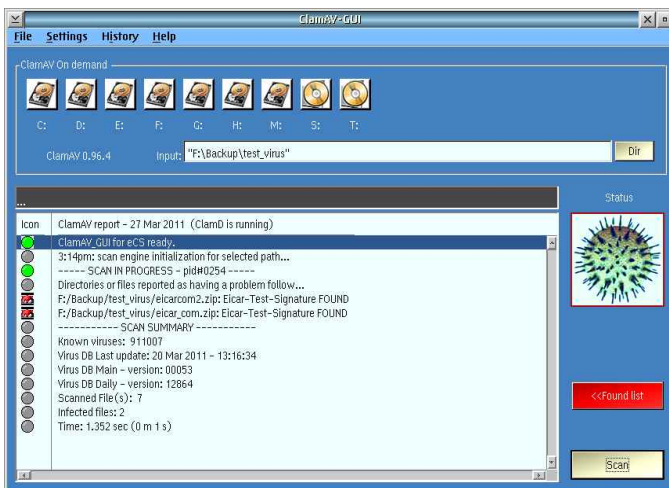 ClamAV-GUI
File Settings History Help
ClamAV On demand
C: D: E: F: G: H: M: S: T:
ClamAV 0.96.4 Input: "F:\Backup\test_virus" Dir
...
Status
Icon ClamAV report - 27 Mar 2011 (ClamD is running)
ClamAV_GUI for eCS ready.
3:14pm: scan engine initialization for selected path...
----- SCAN IN PROGRESS - pid#0254 -----
Directories or files reported as having a problem follow...
F:/Backup/test_virus/eicarcom2.zip: Eicar-Test-Signature FOUND
F:/Backup/test_virus/eicar_com.zip: Eicar-Test-Signature FOUND
----------- SCAN SUMMARY -----------
Known viruses: 911007
Virus DB Last update: 20 Mar 2011 - 13:16:34
Virus DB Main - version: 00053
Virus DB Daily - version: 12864
Scanned File(s): 7
Infected files: 2
Time: 1.352 sec (0 m 1 s)
<<Found list
Scan